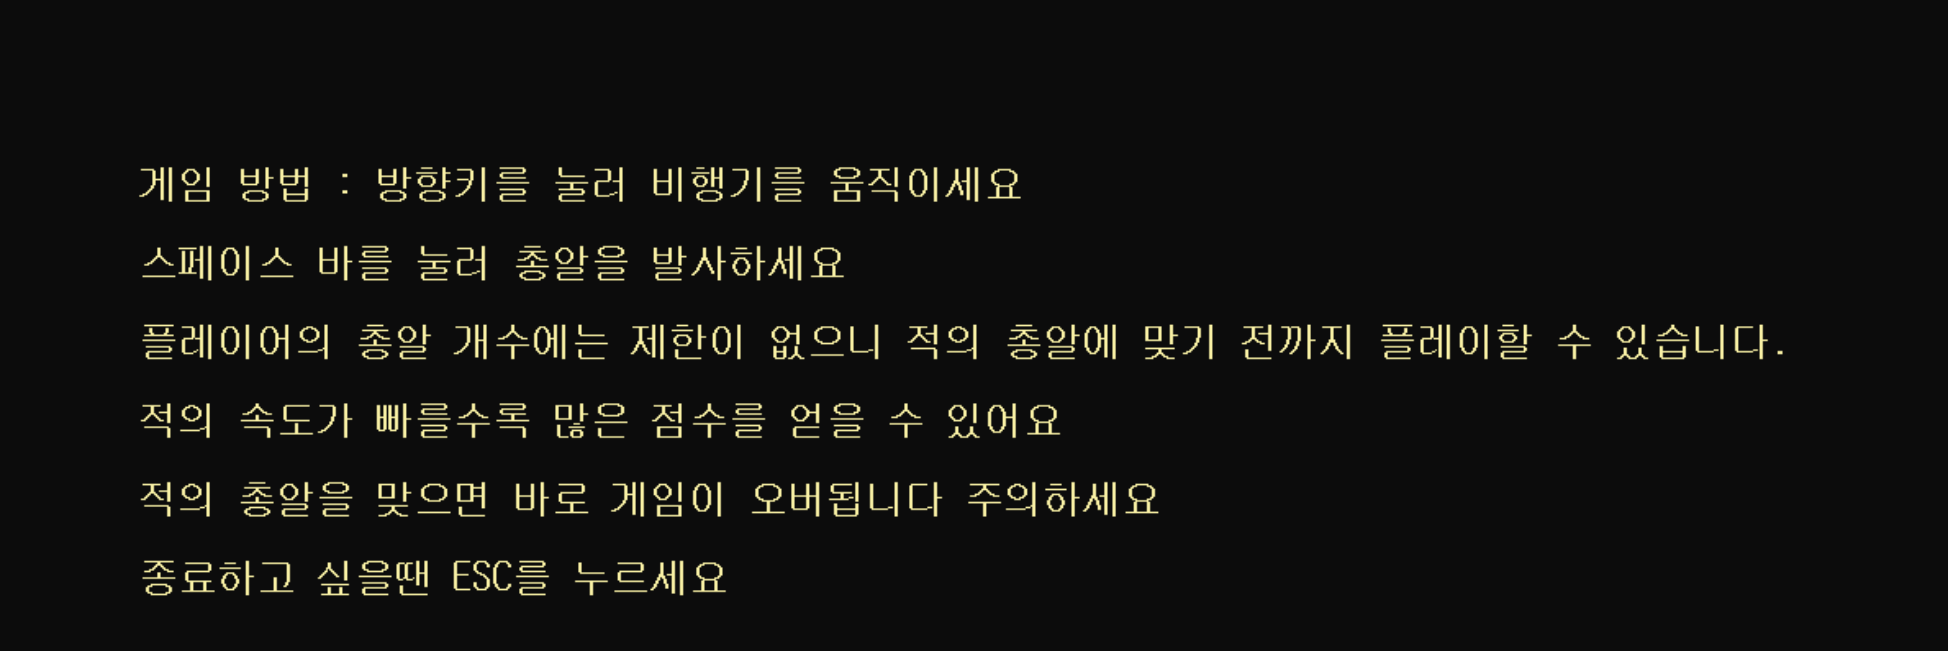 게임 방법 : 방향키를 눌러 비행기를 움직이세요
스페이스 바를 눌러 총알을 발사하세요
플레이어의 총알 개수에는 제한이 없으니 적의 총알에 맞기 전까지 플레이할 수 있습니다.
적의 속도가 빠를수록 많은 점수를 얻을 수 있어요
적의 총알을 맞으면 바로 게임이 오버됩니다 주의하세요
종료하고 싶을땐 ESC를 누르세요